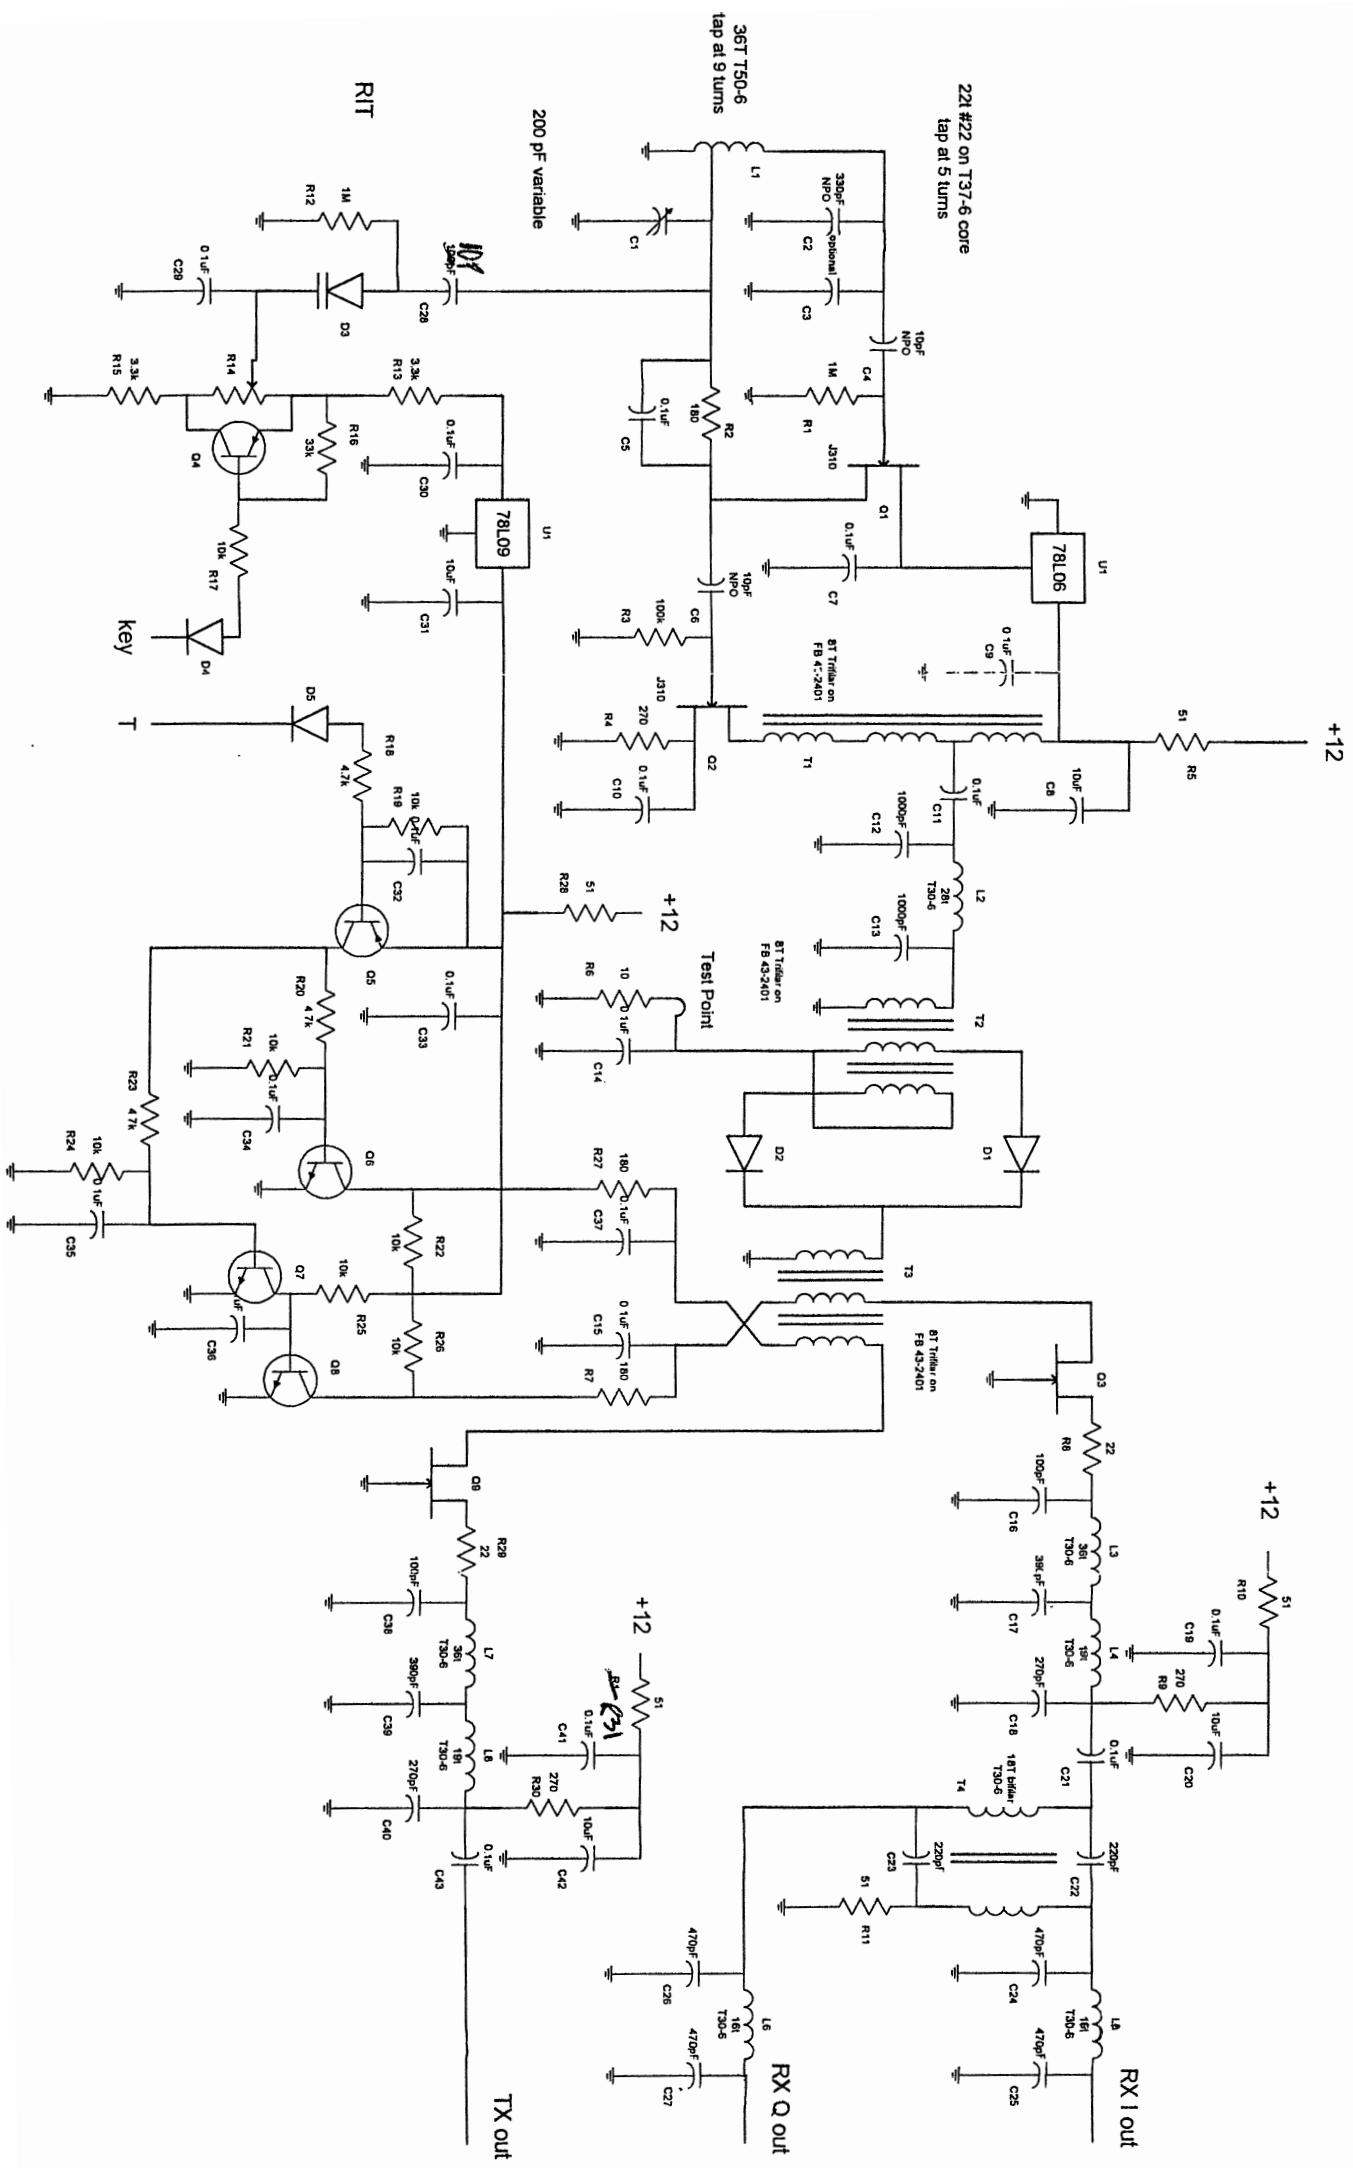 36T T50-6
tap at 9 turns
22t #22 on T37-6 core
tap at 5 turns
200 pF variable
RIT
L1
C1
330pF
NPO
C2
optional
C3
10pF
NPO
C4
1M
R1
R2
180
0.1uF
C5
J310
Q1
0.1uF
C7
U1
78L06
0.1uF
C9
51
R5
+12
10uF
C8
10pF
NPO
C6
100k
R3
J310
Q2
270
R4
0.1uF
C10
8T Trifilar on
T1
0.1uF
C11
1000pF
C12
L2
28t
T30-6
1000pF
C13
8T Trifilar on
FB 43-2401
T2
Test Point
10
R6
0.1uF
C14
D1
D2
1M
R12
0.1uF
C29
D3
109
C28
3.3k
R15
R14
3.3k
R13
R16
33k
Q4
10k
R17
D4
key
0.1uF
C30
U1
78L09
10uF
C31
T
D5
R18
4.7k
10k
R19
0.1uF
C32
Q5
51
R28
+12
0.1uF
C33
R20
4.7k
10k
R21
0.1uF
C34
Q6
R23
4.7k
10k
R24
0.1uF
C35
Q7
R22
10k
10k
R25
R26
10k
C36
Q8
180
R27
0.1uF
C37
0.1uF
C15
180
R7
T3
8T Trifilar on
FB 43-2401
Q3
22
R8
100pF
C16
L3
36t
T30-6
C17
L4
19t
T30-6
270pF
C18
+12
51
R10
0.1uF
C19
270
R9
10uF
C20
0.1uF
C21
18T bifilar
T30-6
T4
220pF
C22
220pF
C23
51
R11
470pF
C24
16t
T30-6
470pF
C25
RX I out
470pF
C26
L6
16t
T30-6
470pF
C27
RX Q out
Q9
R29
22
100pF
C38
L7
36t
T30-6
390pF
C39
L8
19t
T30-6
270pF
C40
+12
51
R31
0.1uF
C41
270
R30
10uF
C42
0.1uF
C43
TX out